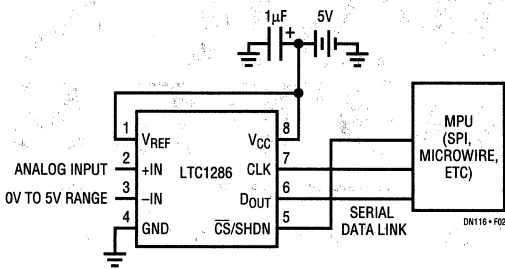 1µF
+
5V
1
VREF
VCC
8
ANALOG INPUT
2
+IN
LTC1286
CLK
7
0V TO 5V RANGE
3
–IN
DOUT
6
4
GND
CS/SHDN
5
MPU
(SPI,
MICROWIRE,
ETC)
SERIAL
DATA LINK
DN116 • F02